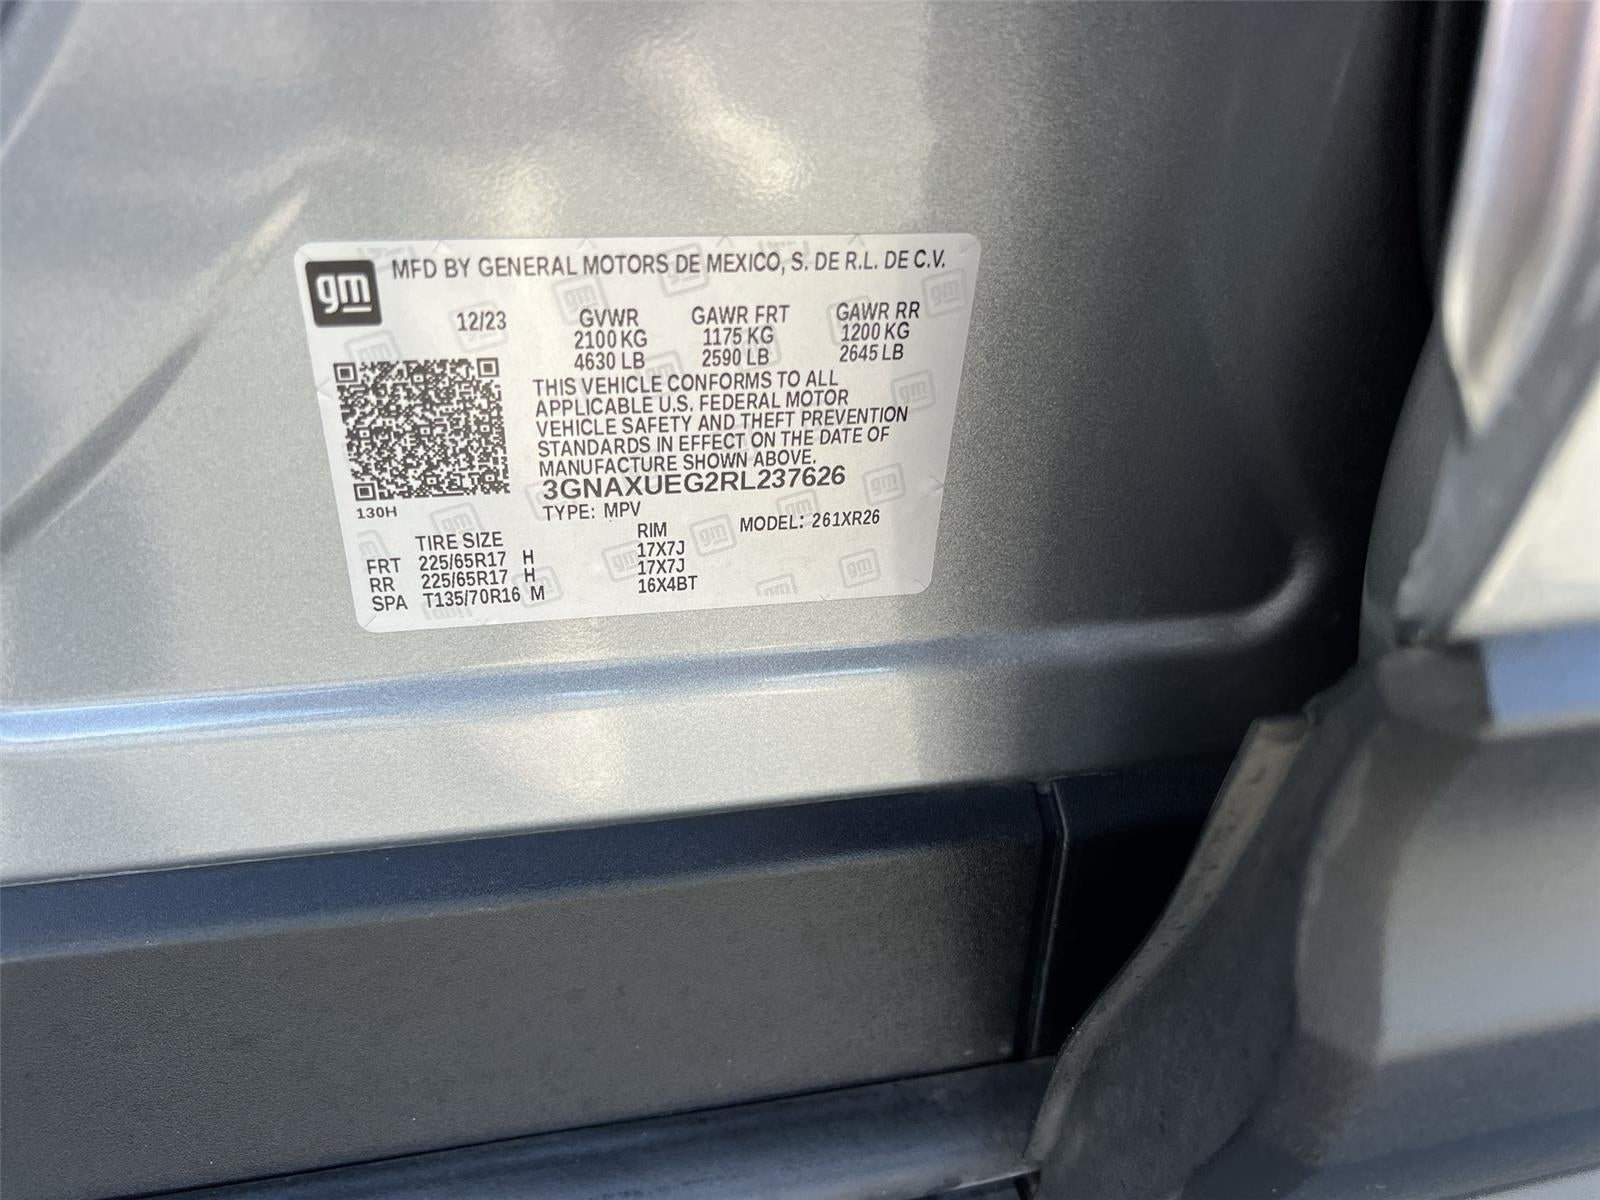 gm MFD BY GENERAL MOTORS DE MEXICO, S. DE R.L. DE C.V.
12/23 GVWR GAWR FRT GAWR RR
2100 KG 1175 KG 1200 KG
4630 LB 2590 LB 2645 LB
THIS VEHICLE CONFORMS TO ALL
APPLICABLE U.S. FEDERAL MOTOR
VEHICLE SAFETY AND THEFT PREVENTION
STANDARDS IN EFFECT ON THE DATE OF
MANUFACTURE SHOWN ABOVE.
3GNAXUEG2RL237626
130H
TYPE: MPV MODEL: 261XR26
TIRE SIZE RIM
FRT 225/65R17 H 17X7J
RR 225/65R17 H 17X7J
SPA T135/70R16 M 16X4BT